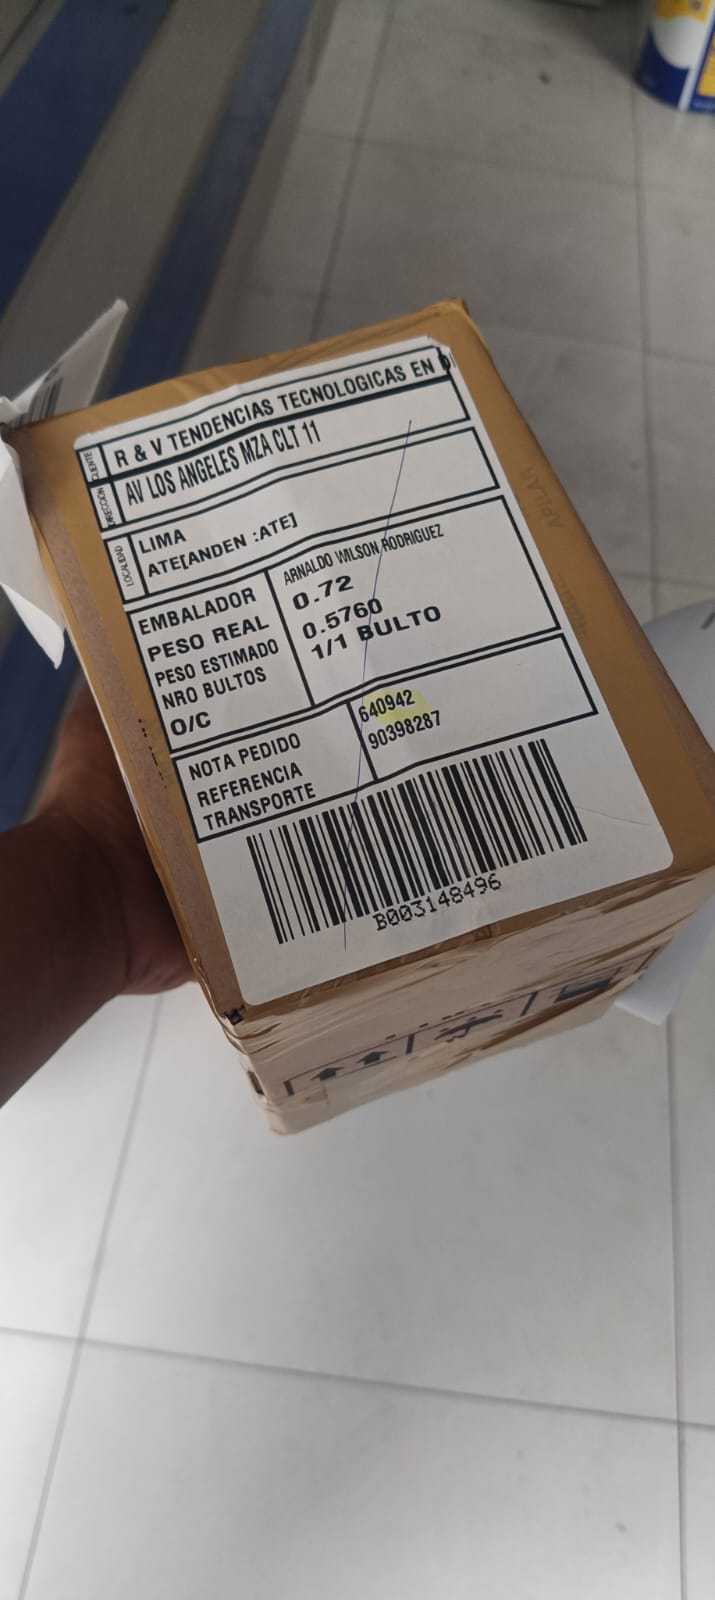 CLIENTE
R & V TENDENCIAS TECNOLOGICAS EN
DIRECCION
AV LOS ANGELES MZA CLT 11
LOCALIDAD
LIMA
ATE[ANDEN :ATE]
EMBALADOR ARNALDO WILSON RODRIGUEZ
PESO REAL 0.72
PESO ESTIMADO 0.5760
NRO BULTOS 1/1 BULTO
O/C
NOTA PEDIDO 640942
REFERENCIA 90398287
TRANSPORTE
B003148496
APILAR